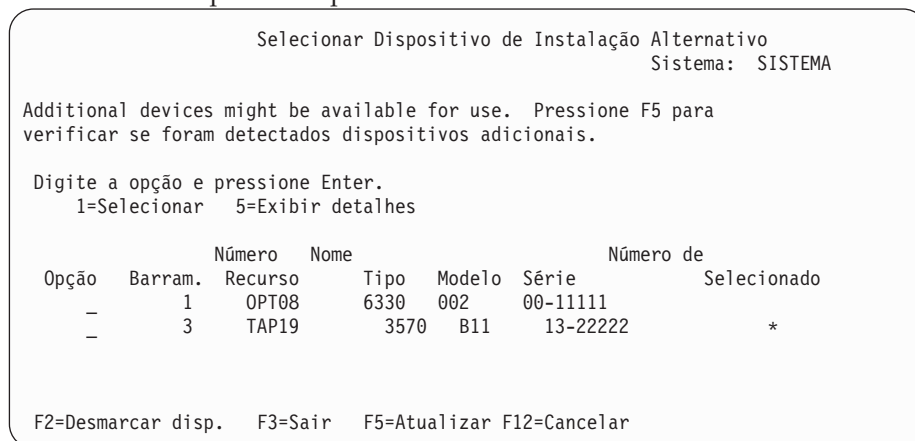 Selecionar Dispositivo de Instalação Alternativo
Sistema: SISTEMA
Additional devices might be available for use. Pressione F5 para
verificar se foram detectados dispositivos adicionais.
Digite a opção e pressione Enter.
1=Selecionar 5=Exibir detalhes
Número Nome Número de
Opção Barram. Recurso Tipo Modelo Série Selecionado
_ 1 OPT08 6330 002 00-11111
_ 3 TAP19 3570 B11 13-22222 *
F2=Desmarcar disp. F3=Sair F5=Atualizar F12=Cancelar